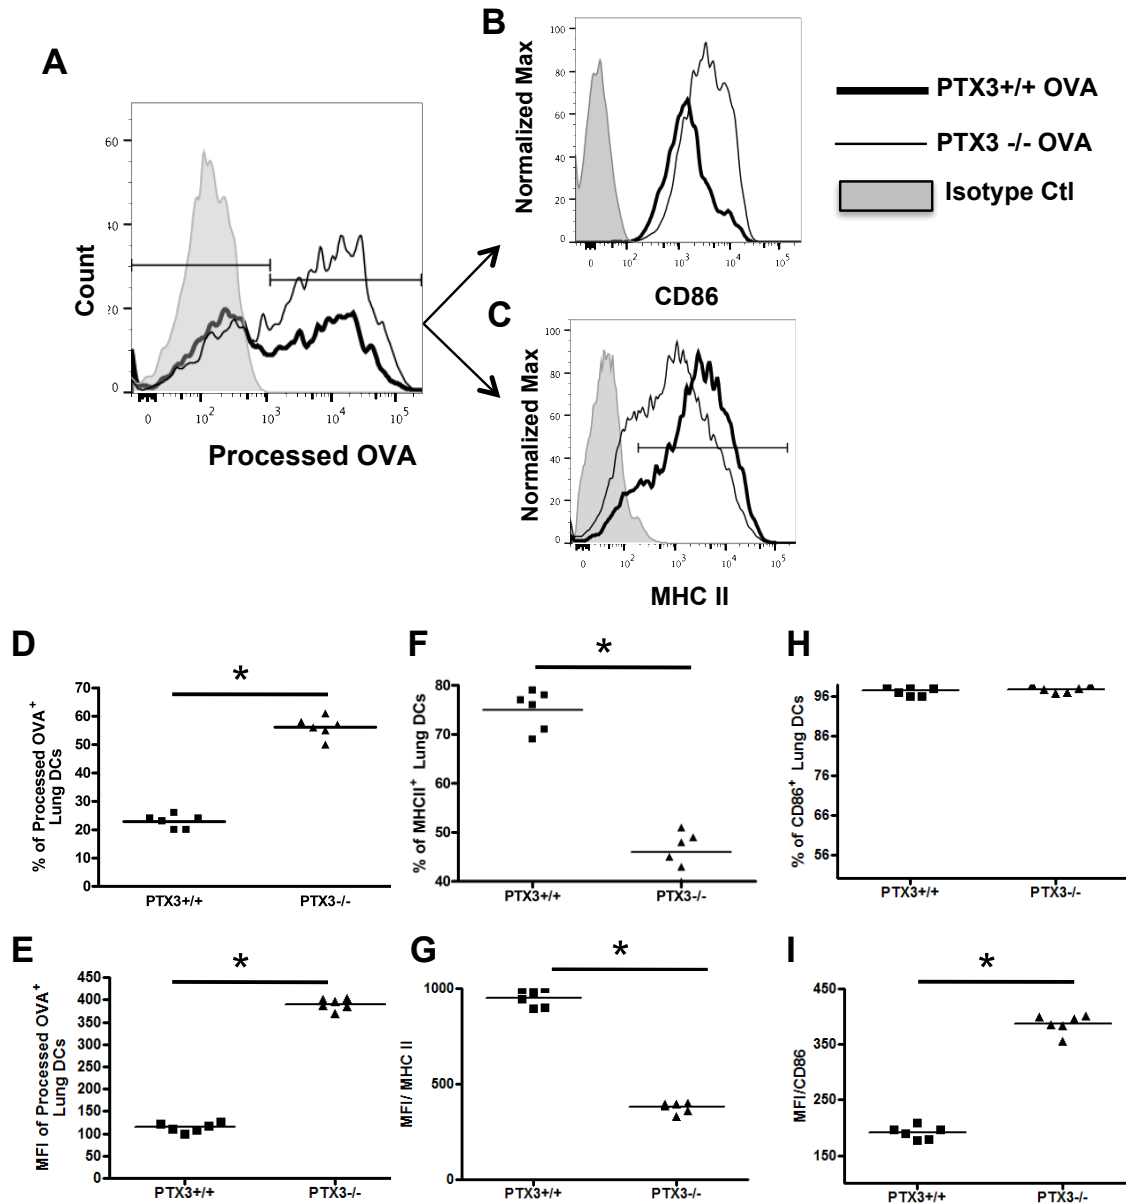 A
60
40
20
0
Count
0 10² 10³ 10⁴ 10⁵
Processed OVA
B
100
80
60
40
20
0
Normalized Max
0 10² 10³ 10⁴ 10⁵
CD86
PTX3+/+ OVA
PTX3 -/- OVA
Isotype Ctl
C
100
80
60
40
20
0
Normalized Max
0 10² 10³ 10⁴ 10⁵
MHC II
D
*
70
60
50
40
30
20
10
0
% of Processed OVA⁺
Lung DCs
PTX3+/+ PTX3-/-
F
*
80
70
60
50
40
% of MHCII⁺ Lung DCs
PTX3+/+ PTX3-/-
H
96
86
76
66
56
% of CD86⁺ Lung DCs
PTX3+/+ PTX3-/-
E
*
450
400
350
300
250
200
150
100
50
0
MFI of Processed OVA⁺
Lung DCs
PTX3+/+ PTX3-/-
G
*
1000
500
0
MFI/ MHC II
PTX3+/+ PTX3-/-
I
*
450
350
250
150
MFI/CD86
PTX3+/+ PTX3-/-